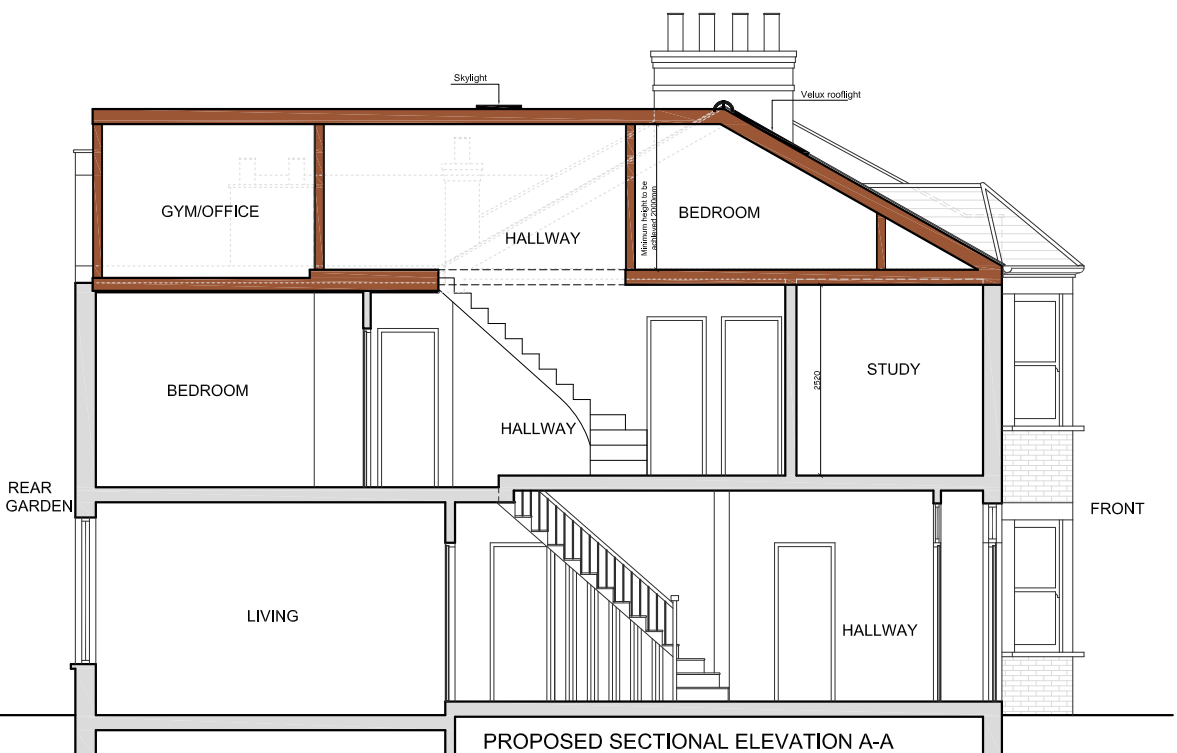 Skylight
Velux rooflight
GYM/OFFICE
HALLWAY
Minimum height to be
achieved 2000mm
BEDROOM
BEDROOM
HALLWAY
2520
STUDY
REAR
GARDEN
FRONT
LIVING
HALLWAY
PROPOSED SECTIONAL ELEVATION A-A